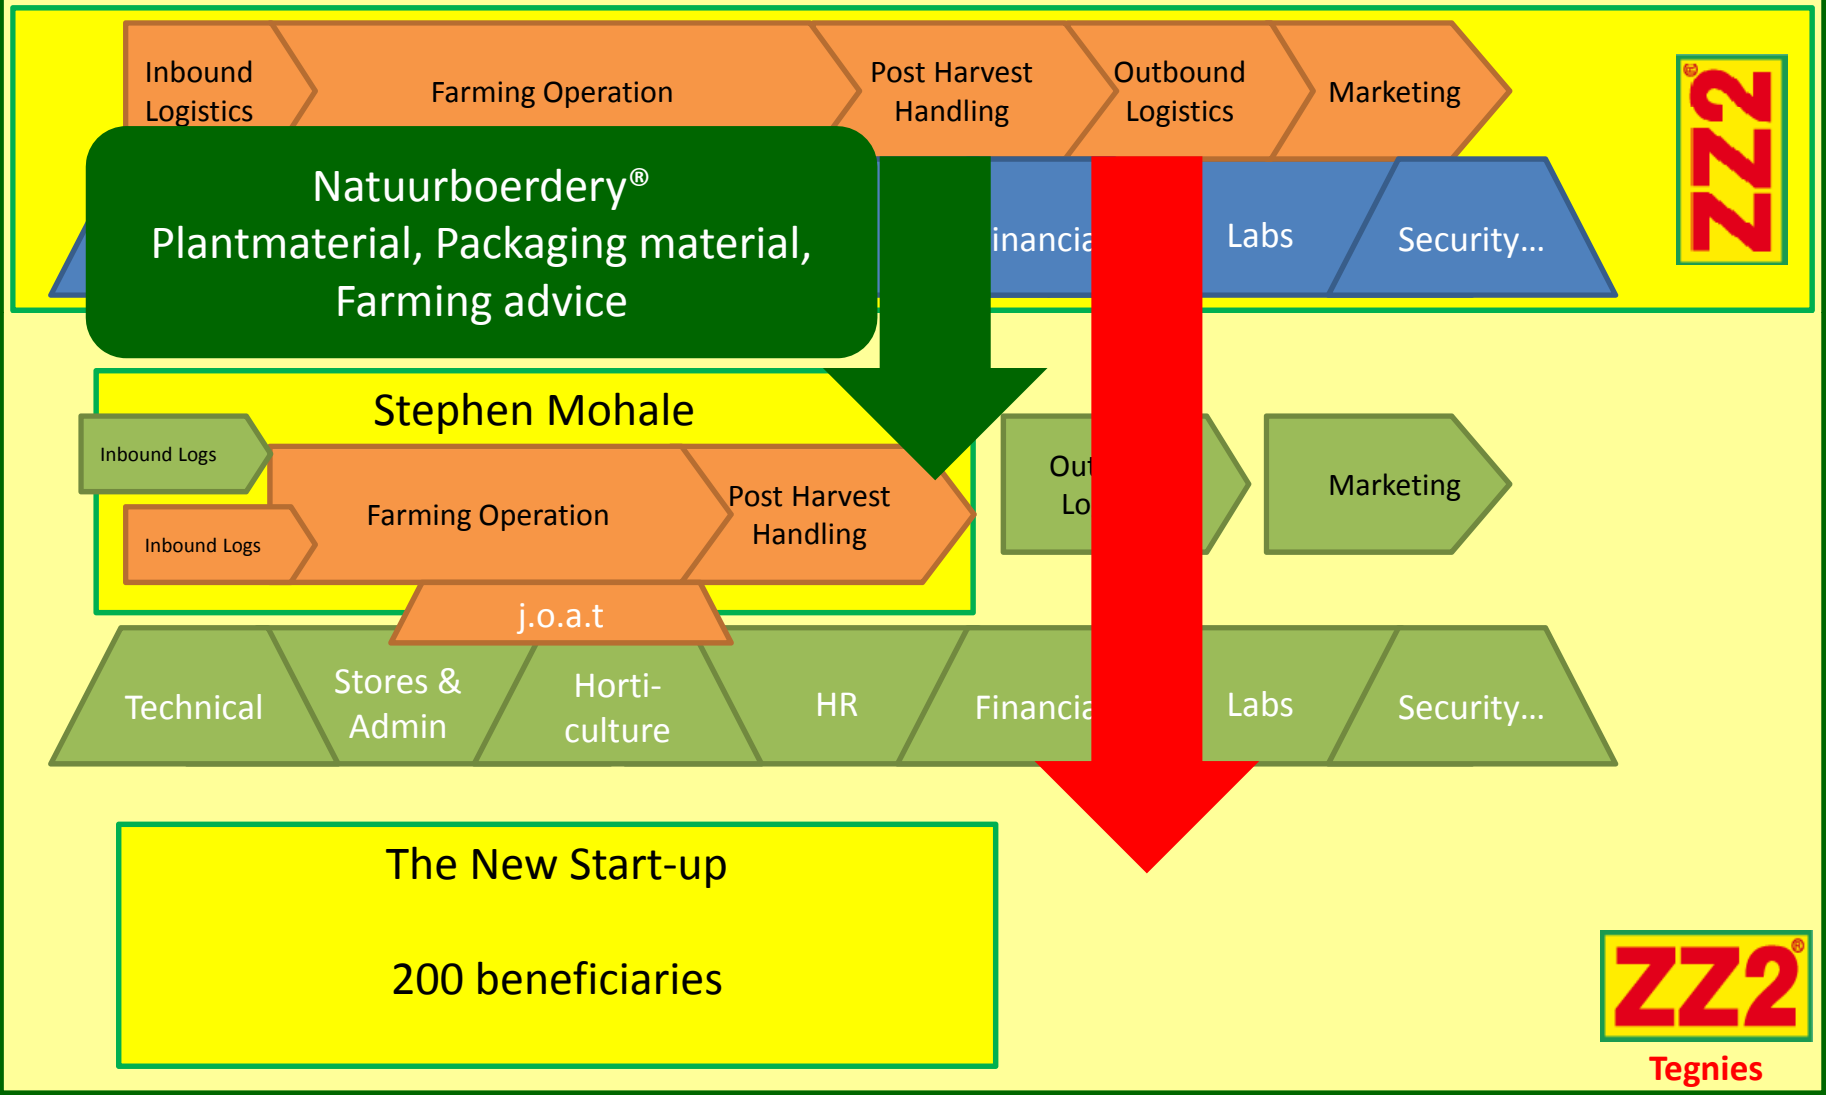 Inbound
Logistics
Farming Operation
Post Harvest
Handling
Outbound
Logistics
Marketing
ZZ2®
Natuurboerdery®
Plantmaterial, Packaging material,
Farming advice
inancia
Labs
Security...
Stephen Mohale
Inbound Logs
Inbound Logs
Farming Operation
Post Harvest
Handling
Out
Lo
Marketing
j.o.a.t
Technical
Stores &
Admin
Horti-
culture
HR
Financia
Labs
Security...
The New Start-up
200 beneficiaries
ZZ2®
Tegnies